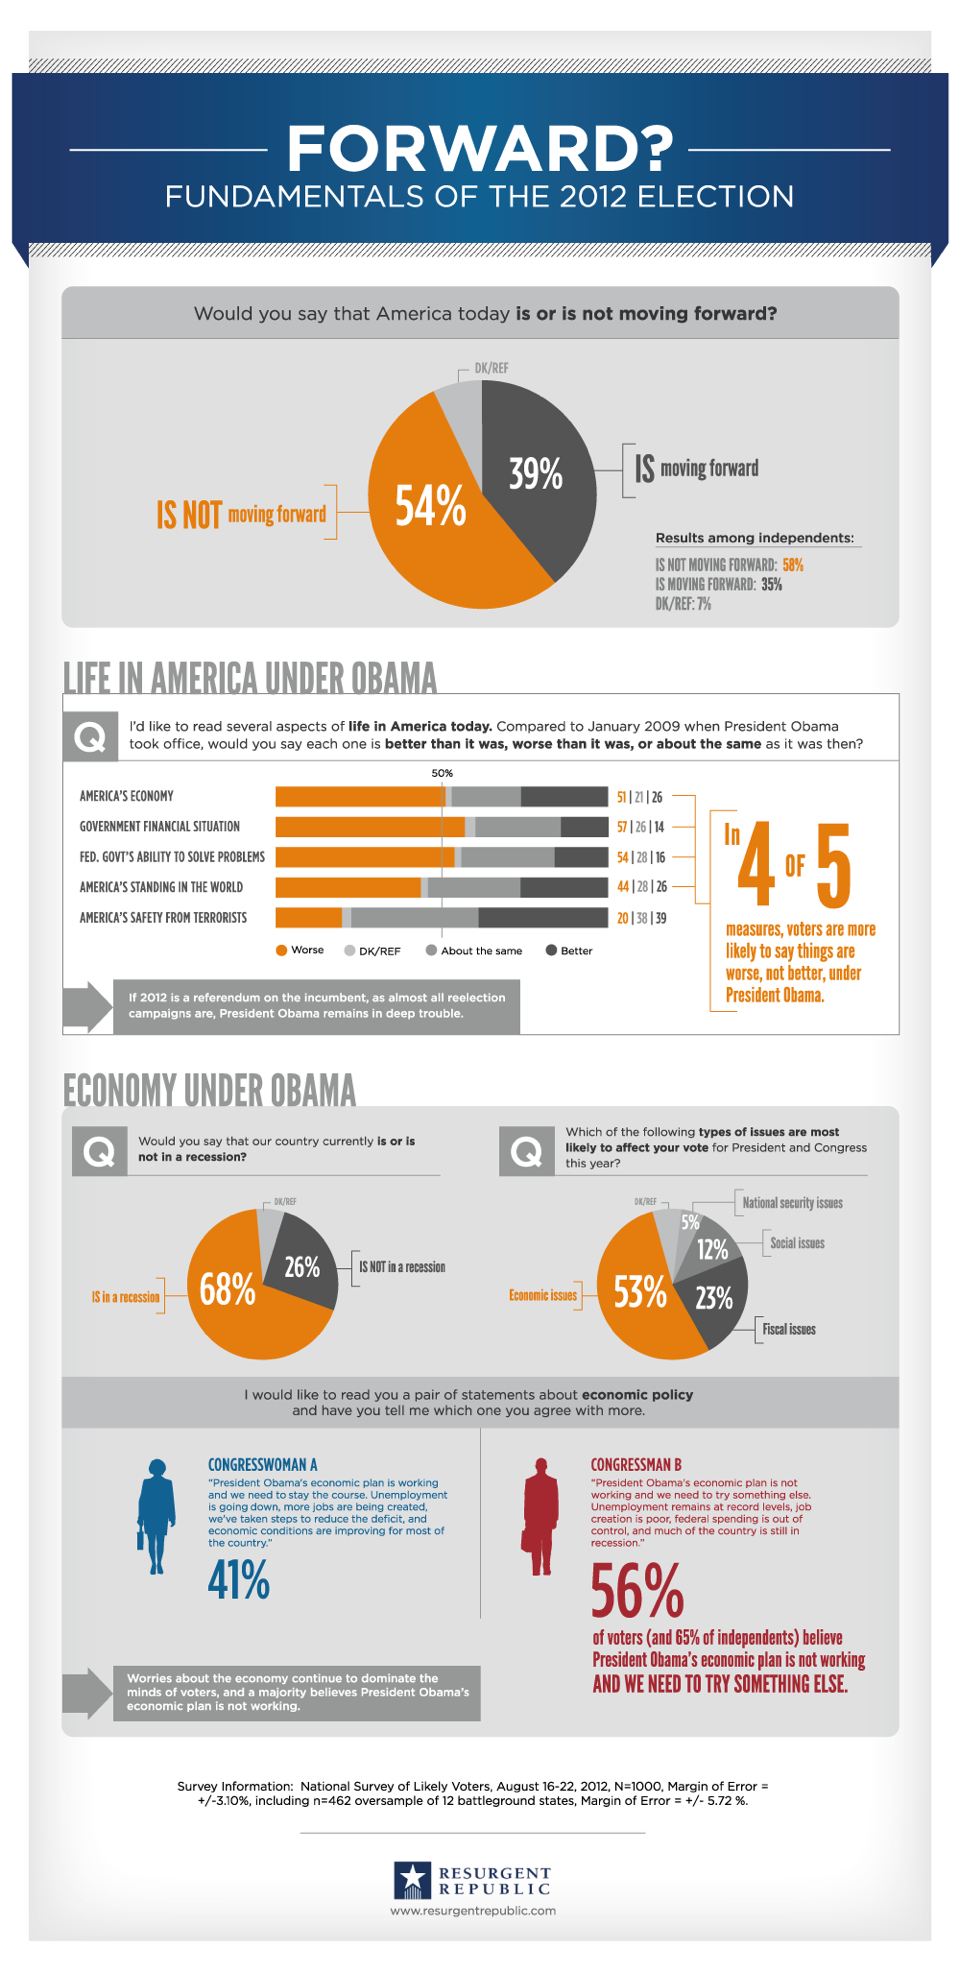 FORWARD?
FUNDAMENTALS OF THE 2012 ELECTION
Would you say that America today is or is not moving forward?
DK/REF
39%
IS moving forward
54%
IS NOT moving forward
Results among independents:
IS NOT MOVING FORWARD: 58%
IS MOVING FORWARD: 35%
DK/REF: 7%
LIFE IN AMERICA UNDER OBAMA
Q
I'd like to read several aspects of life in America today. Compared to January 2009 when President Obama
took office, would you say each one is better than it was, worse than it was, or about the same as it was then?
50%
AMERICA'S ECONOMY 51 | 21 | 26
GOVERNMENT FINANCIAL SITUATION 57 | 26 | 14
FED. GOVT'S ABILITY TO SOLVE PROBLEMS 54 | 28 | 16
AMERICA'S STANDING IN THE WORLD 44 | 28 | 26
AMERICA'S SAFETY FROM TERRORISTS 20 | 38 | 39
Worse DK/REF About the same Better
In 4 OF 5
measures, voters are more
likely to say things are
worse, not better, under
President Obama.
If 2012 is a referendum on the incumbent, as almost all reelection
campaigns are, President Obama remains in deep trouble.
ECONOMY UNDER OBAMA
Q
Would you say that our country currently is or is
not in a recession?
DK/REF
26%
IS NOT in a recession
68%
IS in a recession
Q
Which of the following types of issues are most
likely to affect your vote for President and Congress
this year?
DK/REF
5%
National security issues
12%
Social issues
53%
Economic issues
23%
Fiscal issues
I would like to read you a pair of statements about economic policy
and have you tell me which one you agree with more.
CONGRESSWOMAN A
"President Obama's economic plan is working
and we need to stay the course. Unemployment
is going down, more jobs are being created,
we've taken steps to reduce the deficit, and
economic conditions are improving for most of
the country."
41%
CONGRESSMAN B
"President Obama's economic plan is not
working and we need to try something else.
Unemployment remains at record levels, job
creation is poor, federal spending is out of
control, and much of the country is still in
recession."
56%
of voters (and 65% of independents) believe
President Obama's economic plan is not working
AND WE NEED TO TRY SOMETHING ELSE.
Worries about the economy continue to dominate the
minds of voters, and a majority believes President Obama's
economic plan is not working.
Survey Information: National Survey of Likely Voters, August 16-22, 2012, N=1000, Margin of Error =
+/-3.10%, including n=462 oversample of 12 battleground states, Margin of Error = +/- 5.72 %.
RESURGENT
REPUBLIC
www.resurgentrepublic.com